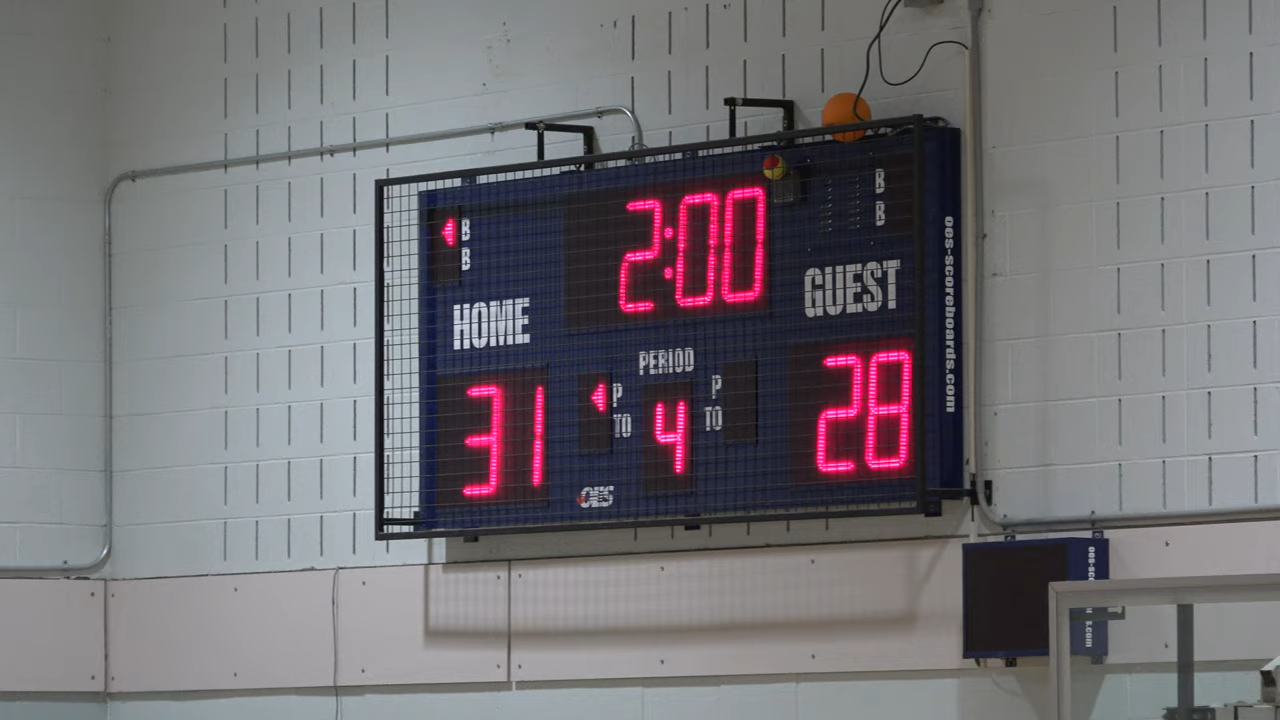 B
B
2:00
B
B
HOME
GUEST
PERIOD
31
P
TO
4
P
TO
28
OES
oes-scoreboards.com